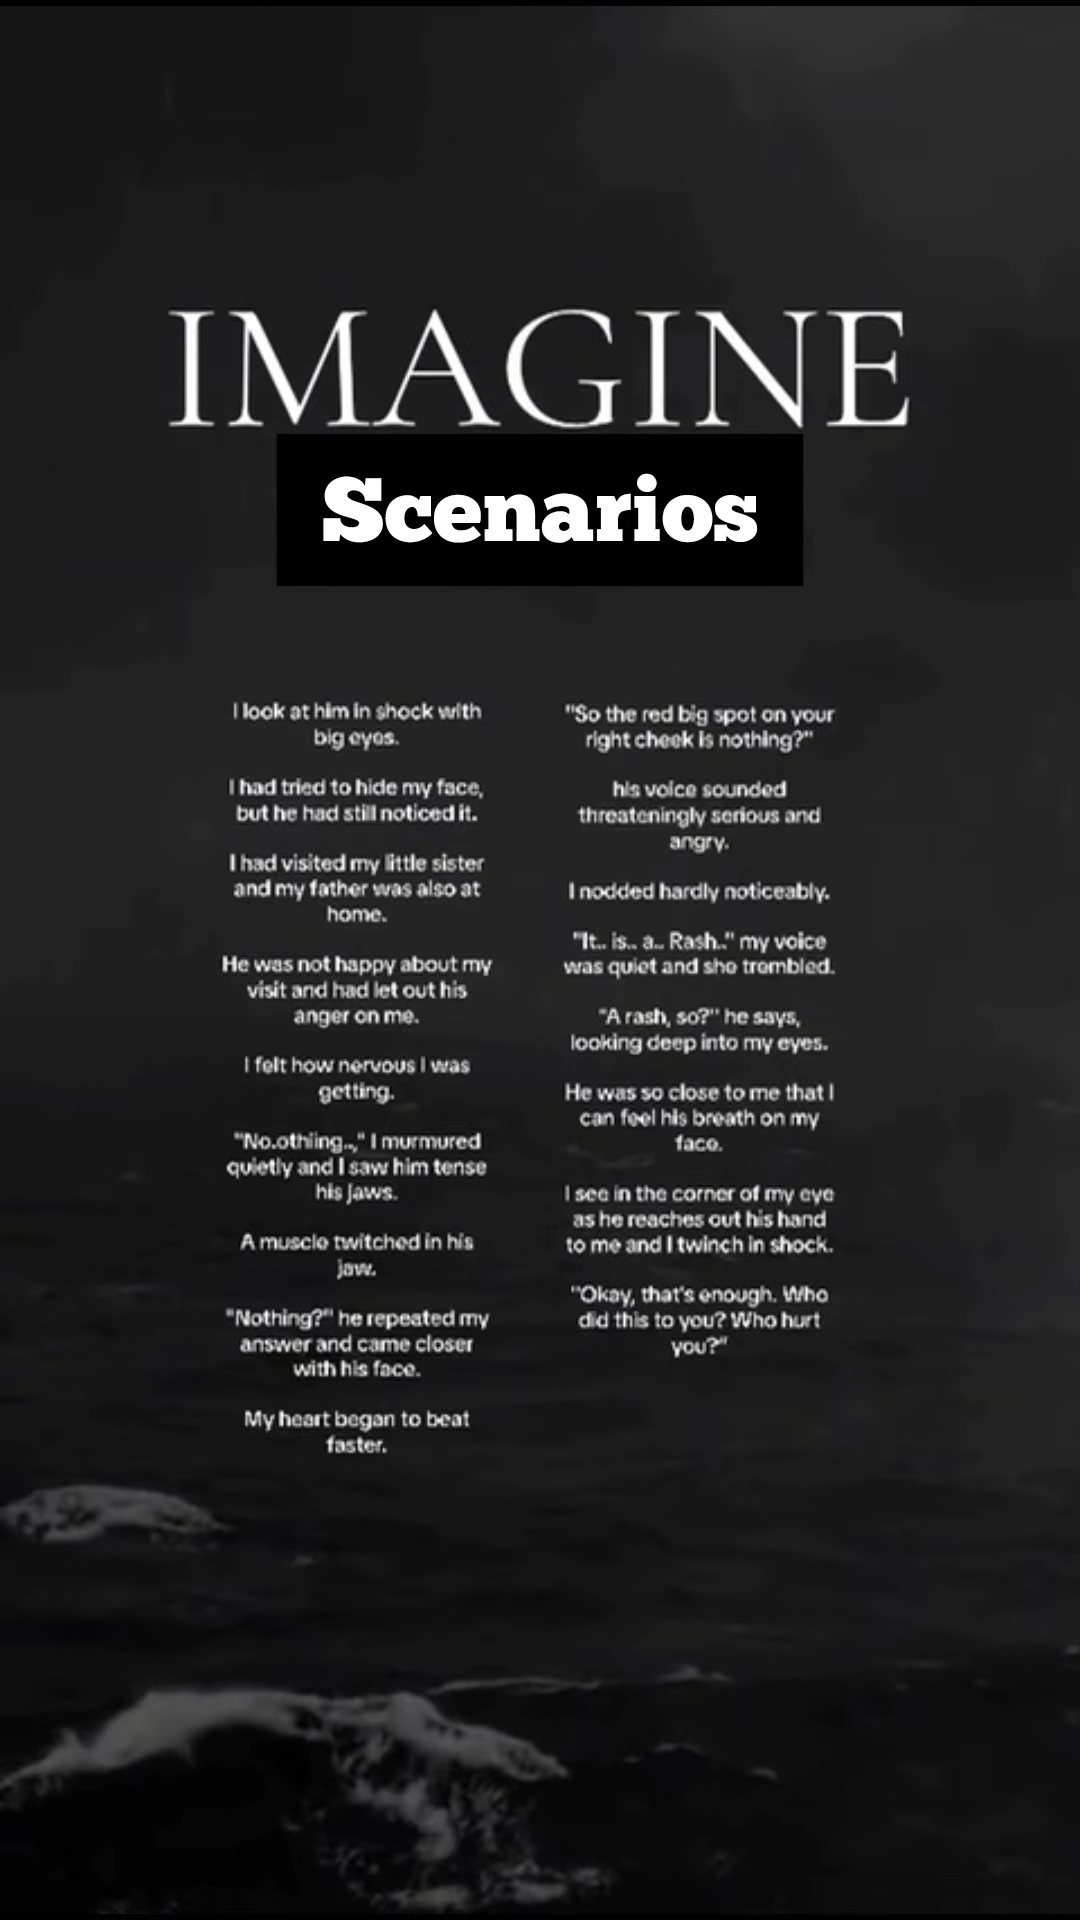 IMAGINE
Scenarios
I look at him in shock with
big eyes.
I had tried to hide my face,
but he had still noticed it.
I had visited my little sister
and my father was also at
home.
He was not happy about my
visit and had let out his
anger on me.
I felt how nervous I was
getting.
"No.othiing..," I murmured
quietly and I saw him tense
his jaws.
A muscle twitched in his
jaw.
"Nothing?" he repeated my
answer and came closer
with his face.
My heart began to beat
faster.
"So the red big spot on your
right cheek is nothing?"
his voice sounded
threateningly serious and
angry.
I nodded hardly noticeably.
"It.. is.. a.. Rash.." my voice
was quiet and she trembled.
"A rash, so?" he says,
looking deep into my eyes.
He was so close to me that I
can feel his breath on my
face.
I see in the corner of my eye
as he reaches out his hand
to me and I twinch in shock.
"Okay, that's enough. Who
did this to you? Who hurt
you?"